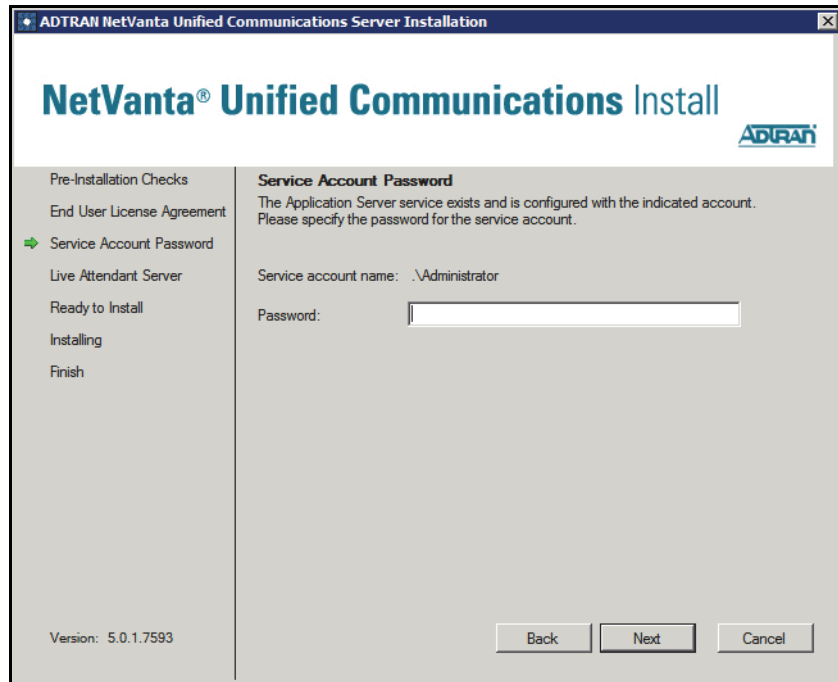 ADTRAN NetVanta Unified Communications Server Installation
NetVanta® Unified Communications Install
ADTRAN
Pre-Installation Checks
End User License Agreement
Service Account Password
Live Attendant Server
Ready to Install
Installing
Finish
Service Account Password
The Application Server service exists and is configured with the indicated account.
Please specify the password for the service account.
Service account name: .\Administrator
Password:
Version: 5.0.1.7593
Back Next Cancel